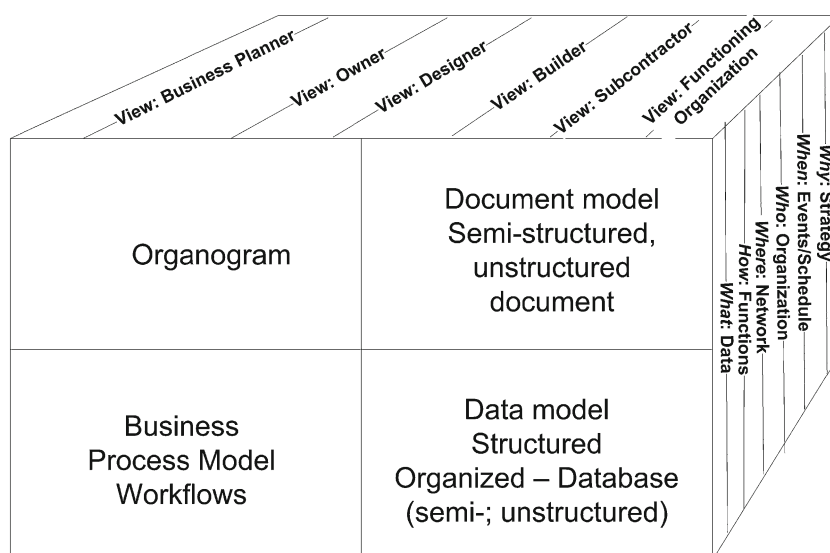 View: Business Planner
View: Owner
View: Designer
View: Builder
View: Subcontractor
View: Functioning
Organization
Organogram
Document model
Semi-structured,
unstructured
document
Business
Process Model
Workflows
Data model
Structured
Organized – Database
(semi-; unstructured)
What: Data
How: Functions
Where: Network
Who: Organization
When: Events/Schedule
Why: Strategy